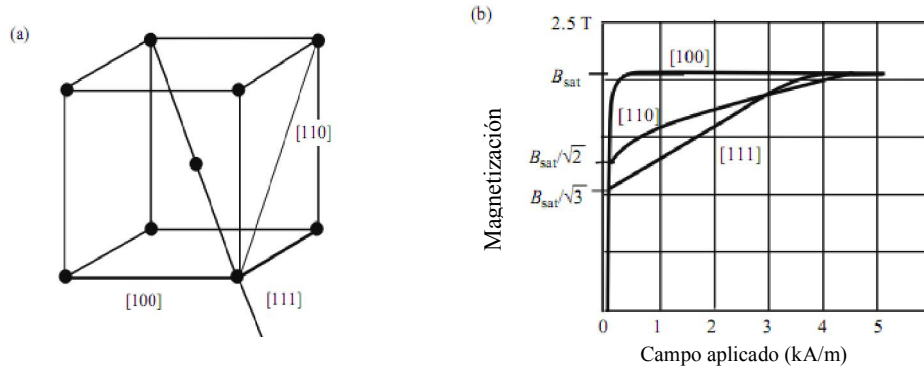 (a)
[110]
[100]
[111]
(b)
2.5 T
[100]
B_sat
[110]
[111]
B_sat/√2
B_sat/√3
Magnetización
0 1 2 3 4 5
Campo aplicado (kA/m)